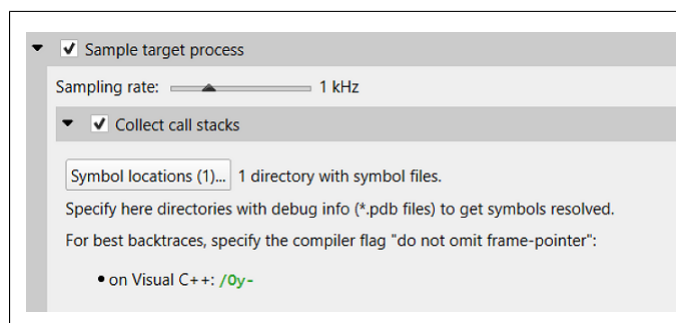 Sample target process
Sampling rate: 1 kHz
Collect call stacks
Symbol locations (1)... 1 directory with symbol files.
Specify here directories with debug info (*.pdb files) to get symbols resolved.
For best backtraces, specify the compiler flag "do not omit frame-pointer":
• on Visual C++: /Oy-